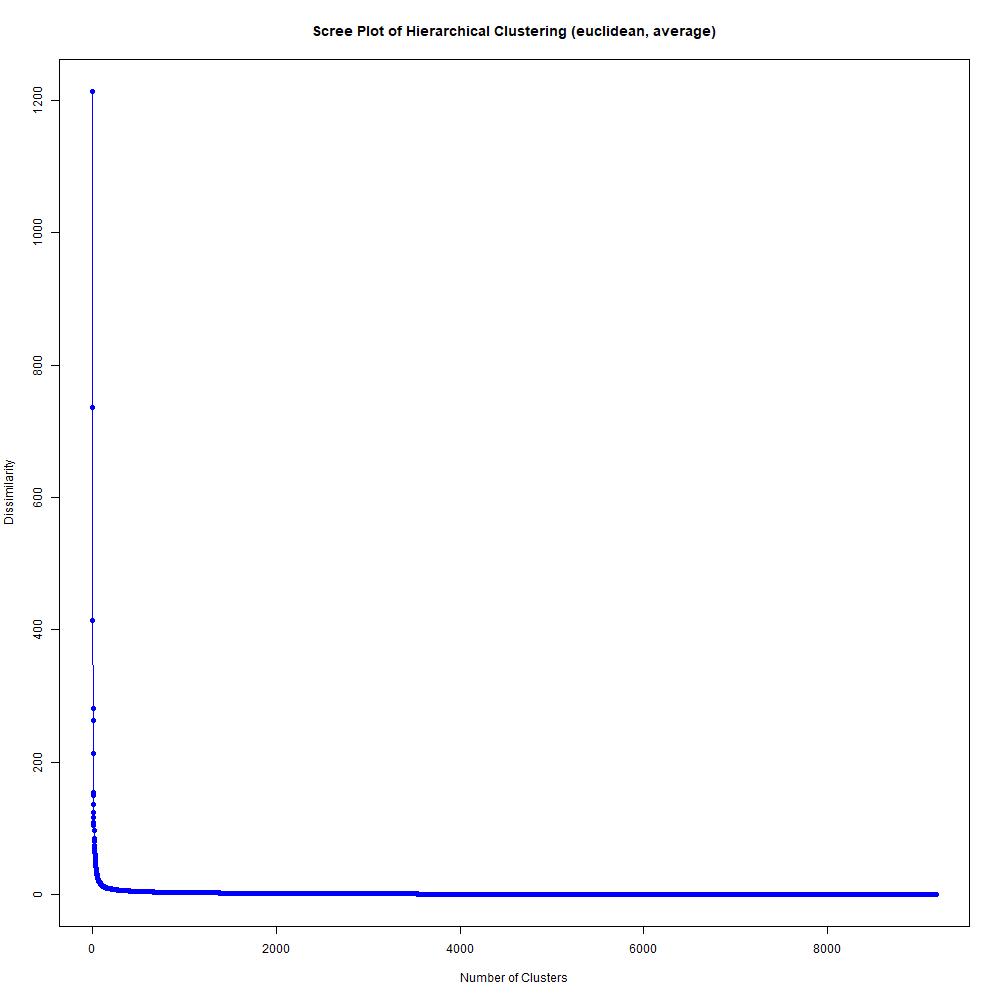 Scree Plot of Hierarchical Clustering (euclidean, average)
1200
1000
800
600
400
200
0
Dissimilarity
0 2000 4000 6000 8000
Number of Clusters